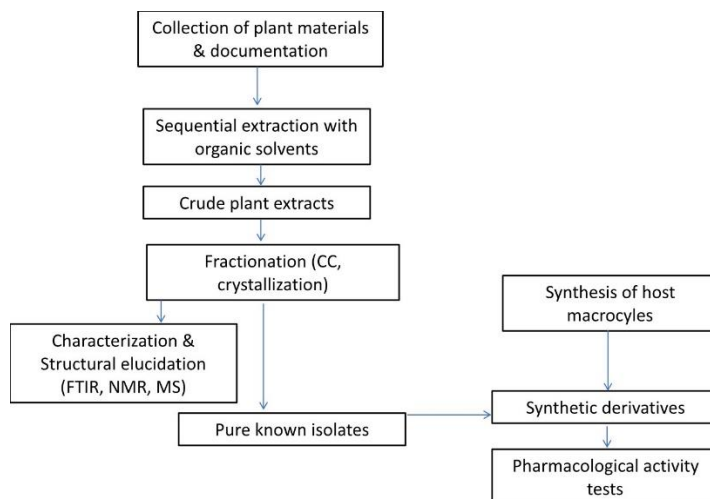 Collection of plant materials
& documentation
Sequential extraction with
organic solvents
Crude plant extracts
Fractionation (CC,
crystallization)
Synthesis of host
macrocyles
Characterization &
Structural elucidation
(FTIR, NMR, MS)
Pure known isolates
Synthetic derivatives
Pharmacological activity
tests